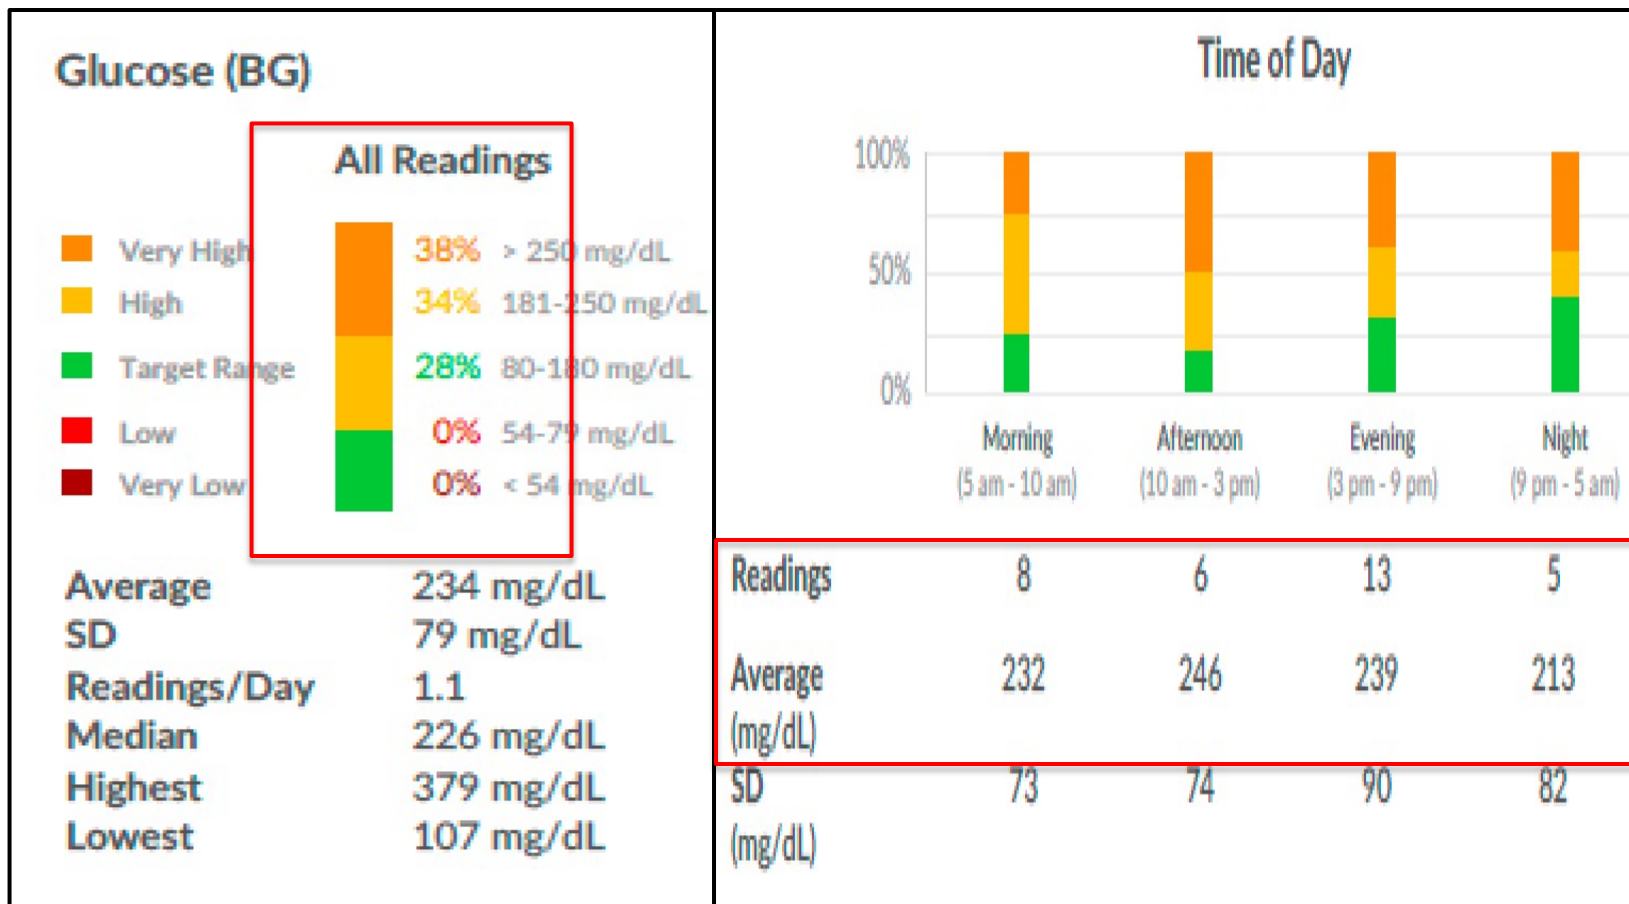 Glucose (BG)
All Readings
Very High 38% > 250 mg/dL
High 34% 181-250 mg/dL
Target Range 28% 80-180 mg/dL
Low 0% 54-79 mg/dL
Very Low 0% < 54 mg/dL
Average 234 mg/dL
SD 79 mg/dL
Readings/Day 1.1
Median 226 mg/dL
Highest 379 mg/dL
Lowest 107 mg/dL
Time of Day
100%
50%
0%
Morning Afternoon Evening Night
(5 am - 10 am) (10 am - 3 pm) (3 pm - 9 pm) (9 pm - 5 am)
Readings 8 6 13 5
Average 232 246 239 213
(mg/dL)
SD 73 74 90 82
(mg/dL)